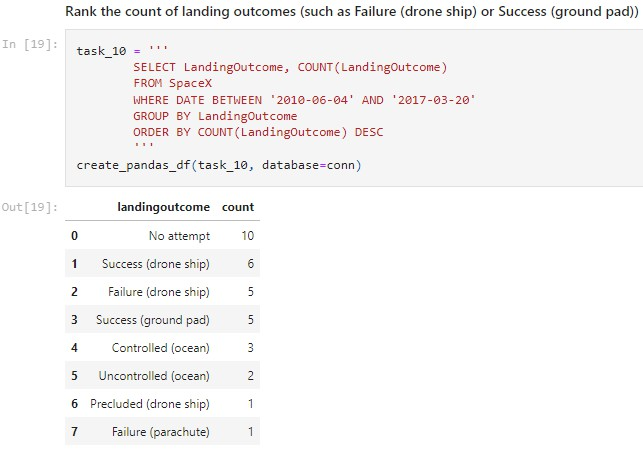 Rank the count of landing outcomes (such as Failure (drone ship) or Success (ground pad))
In [19]: task_10 = '''
SELECT LandingOutcome, COUNT(LandingOutcome)
FROM SpaceX
WHERE DATE BETWEEN '2010-06-04' AND '2017-03-20'
GROUP BY LandingOutcome
ORDER BY COUNT(LandingOutcome) DESC
'''
create_pandas_df(task_10, database=conn)
Out[19]: landingoutcome count
0 No attempt 10
1 Success (drone ship) 6
2 Failure (drone ship) 5
3 Success (ground pad) 5
4 Controlled (ocean) 3
5 Uncontrolled (ocean) 2
6 Precluded (drone ship) 1
7 Failure (parachute) 1